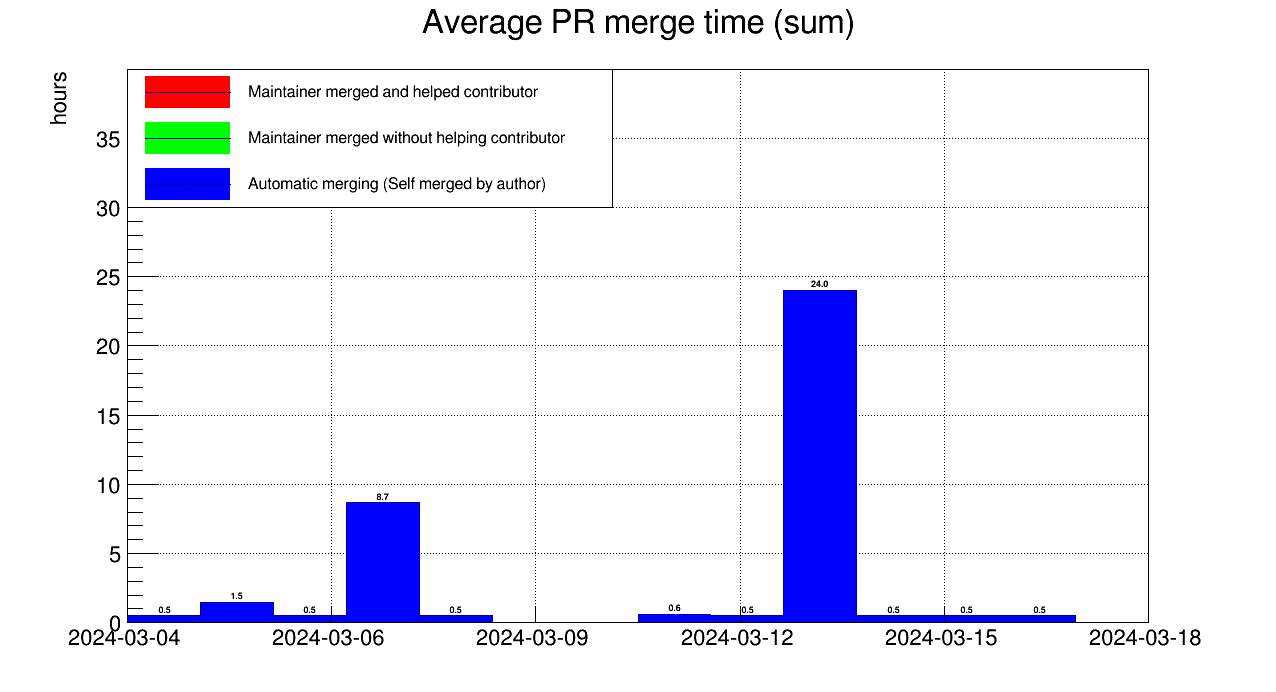 Average PR merge time (sum)
hours
Maintainer merged and helped contributor
Maintainer merged without helping contributor
Automatic merging (Self merged by author)
35
30
25
20
15
10
5
0
24.0
8.7
1.5
0.5 0.5 0.5 0.6 0.5 0.5 0.5 0.5
2024-03-04 2024-03-06 2024-03-09 2024-03-12 2024-03-15 2024-03-18